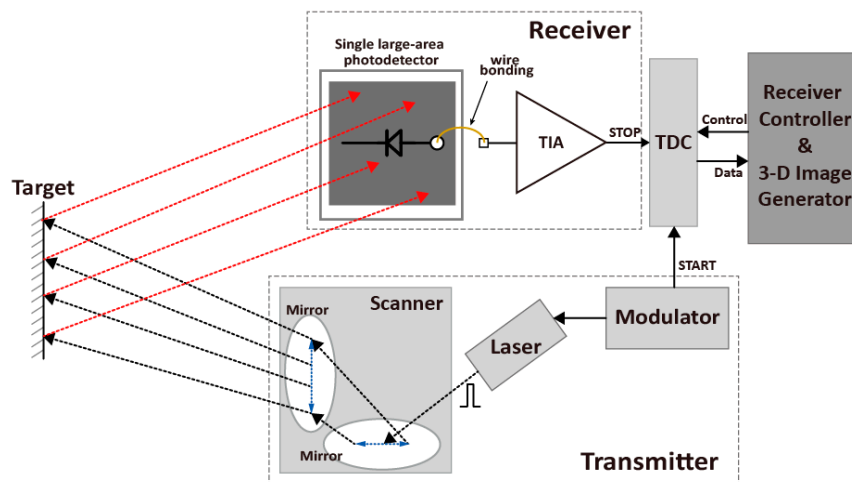 Receiver
Single large-area
photodetector
wire
bonding
TIA
STOP
TDC
Control
Data
Receiver
Controller
&
3-D Image
Generator
Target
START
Mirror
Scanner
Laser
Modulator
Mirror
Transmitter